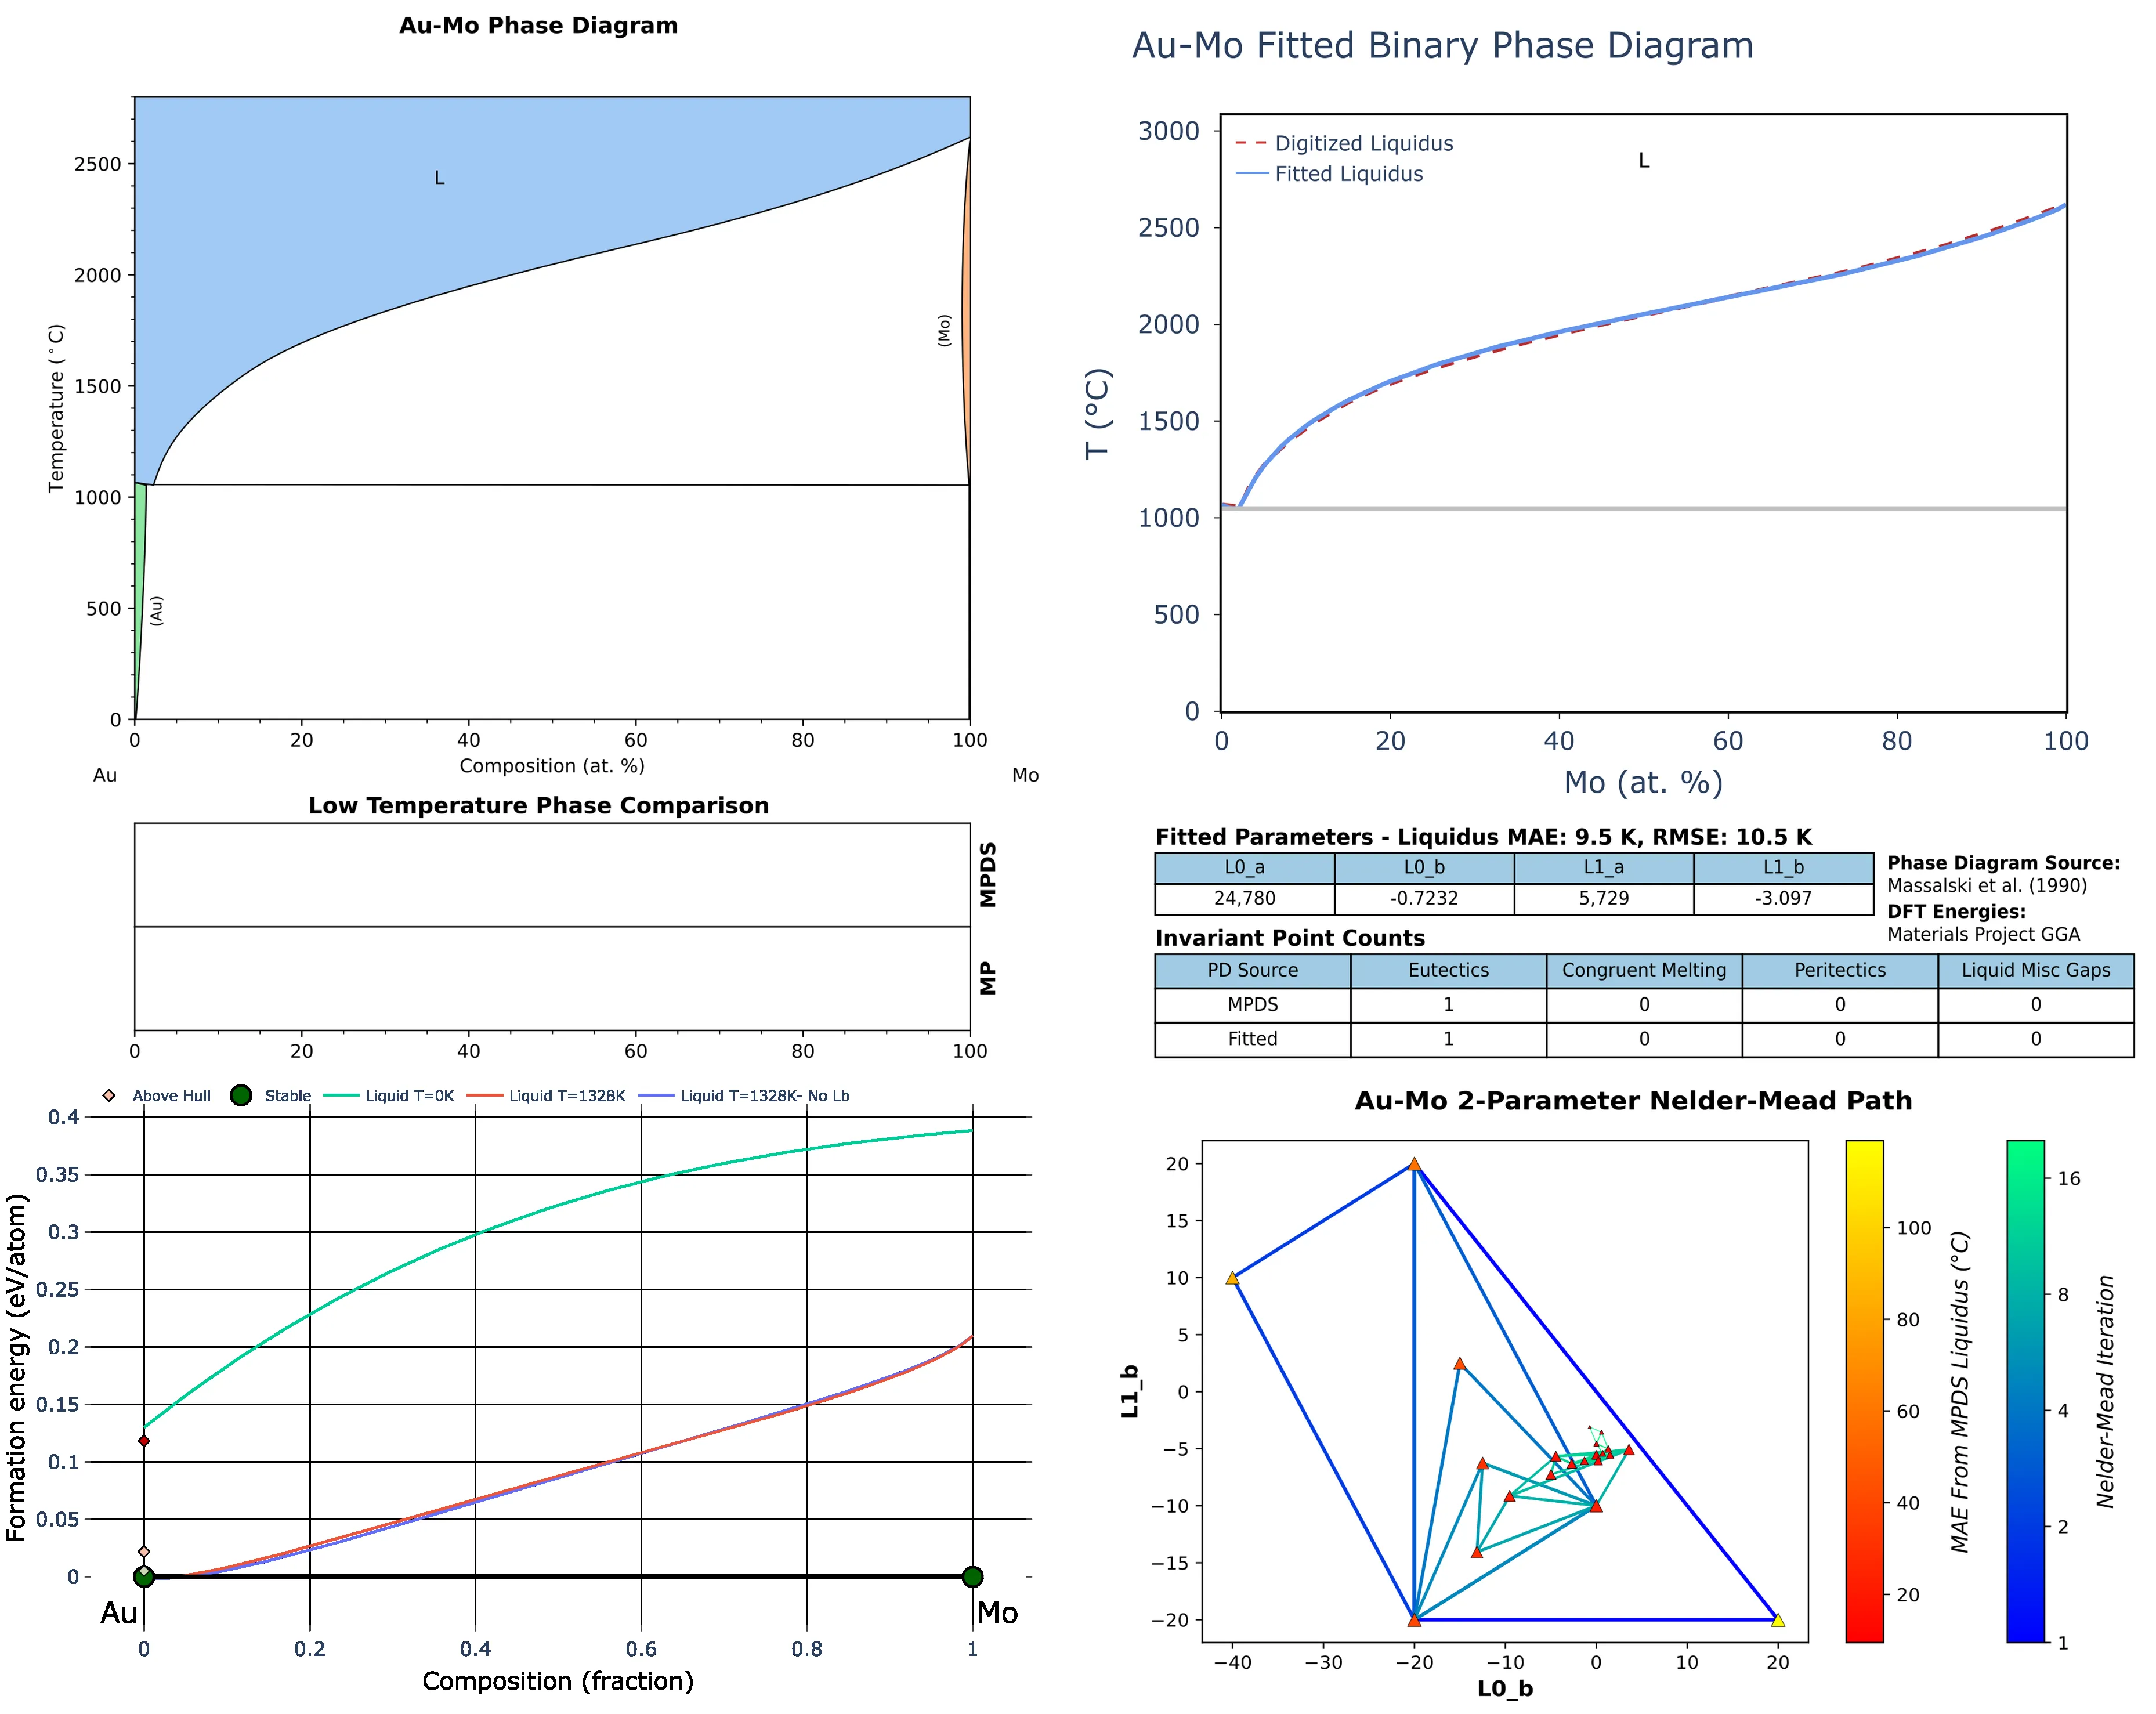 Au-Mo Phase Diagram
2500
2000
1500
1000
500
0
Temperature (°C)
L
(Au)
(Mo)
0 20 40 60 80 100
Composition (at. %)
Au Mo
Au-Mo Fitted Binary Phase Diagram
3000
2500
2000
1500
1000
500
0
T (°C)
Digitized Liquidus
Fitted Liquidus
L
0 20 40 60 80 100
Mo (at. %)
Low Temperature Phase Comparison
MPDS
MP
0 20 40 60 80 100
Fitted Parameters - Liquidus MAE: 9.5 K, RMSE: 10.5 K
L0_a L0_b L1_a L1_b
24,780 -0.7232 5,729 -3.097
Phase Diagram Source:
Massalski et al. (1990)
DFT Energies:
Materials Project GGA
Invariant Point Counts
PD Source Eutectics Congruent Melting Peritectics Liquid Misc Gaps
MPDS 1 0 0 0
Fitted 1 0 0 0
Above Hull Stable Liquid T=0K Liquid T=1328K Liquid T=1328K- No Lb
0.4
0.35
0.3
0.25
0.2
0.15
0.1
0.05
0
Formation energy (eV/atom)
Au Mo
0 0.2 0.4 0.6 0.8 1
Composition (fraction)
Au-Mo 2-Parameter Nelder-Mead Path
20
15
10
5
0
−5
−10
−15
−20
L1_b
−40 −30 −20 −10 0 10 20
L0_b
100
80
60
40
20
MAE From MPDS Liquidus (°C)
16
8
4
2
1
Nelder-Mead Iteration